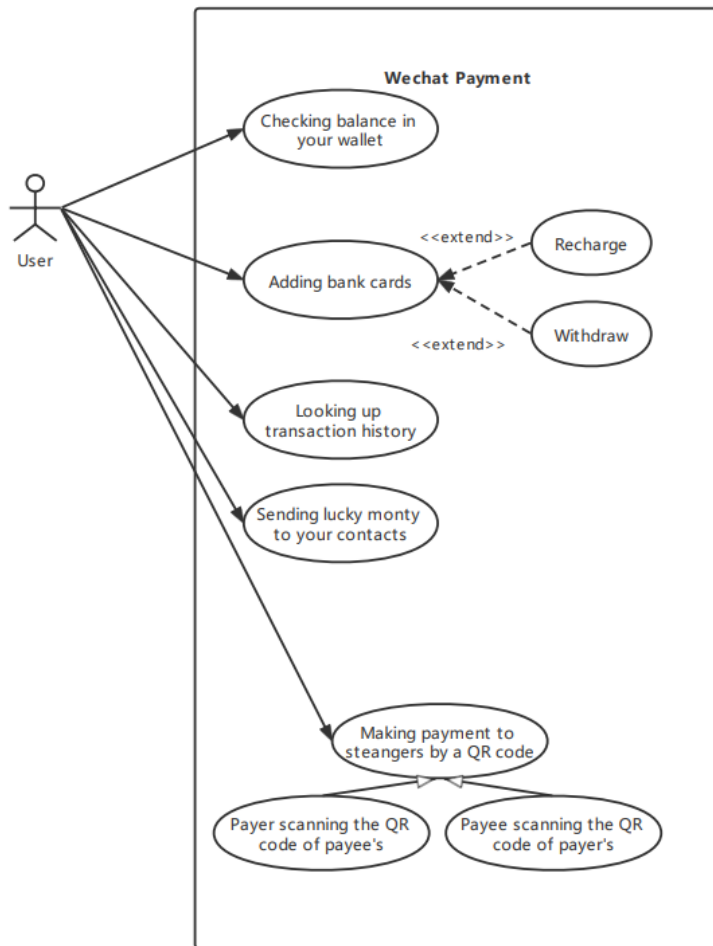 Wechat Payment
Checking balance in
your wallet
User
<<extend>>
Recharge
Adding bank cards
<<extend>>
Withdraw
Looking up
transaction history
Sending lucky monty
to your contacts
Making payment to
steangers by a QR code
Payer scanning the QR
code of payee's
Payee scanning the QR
code of payer's